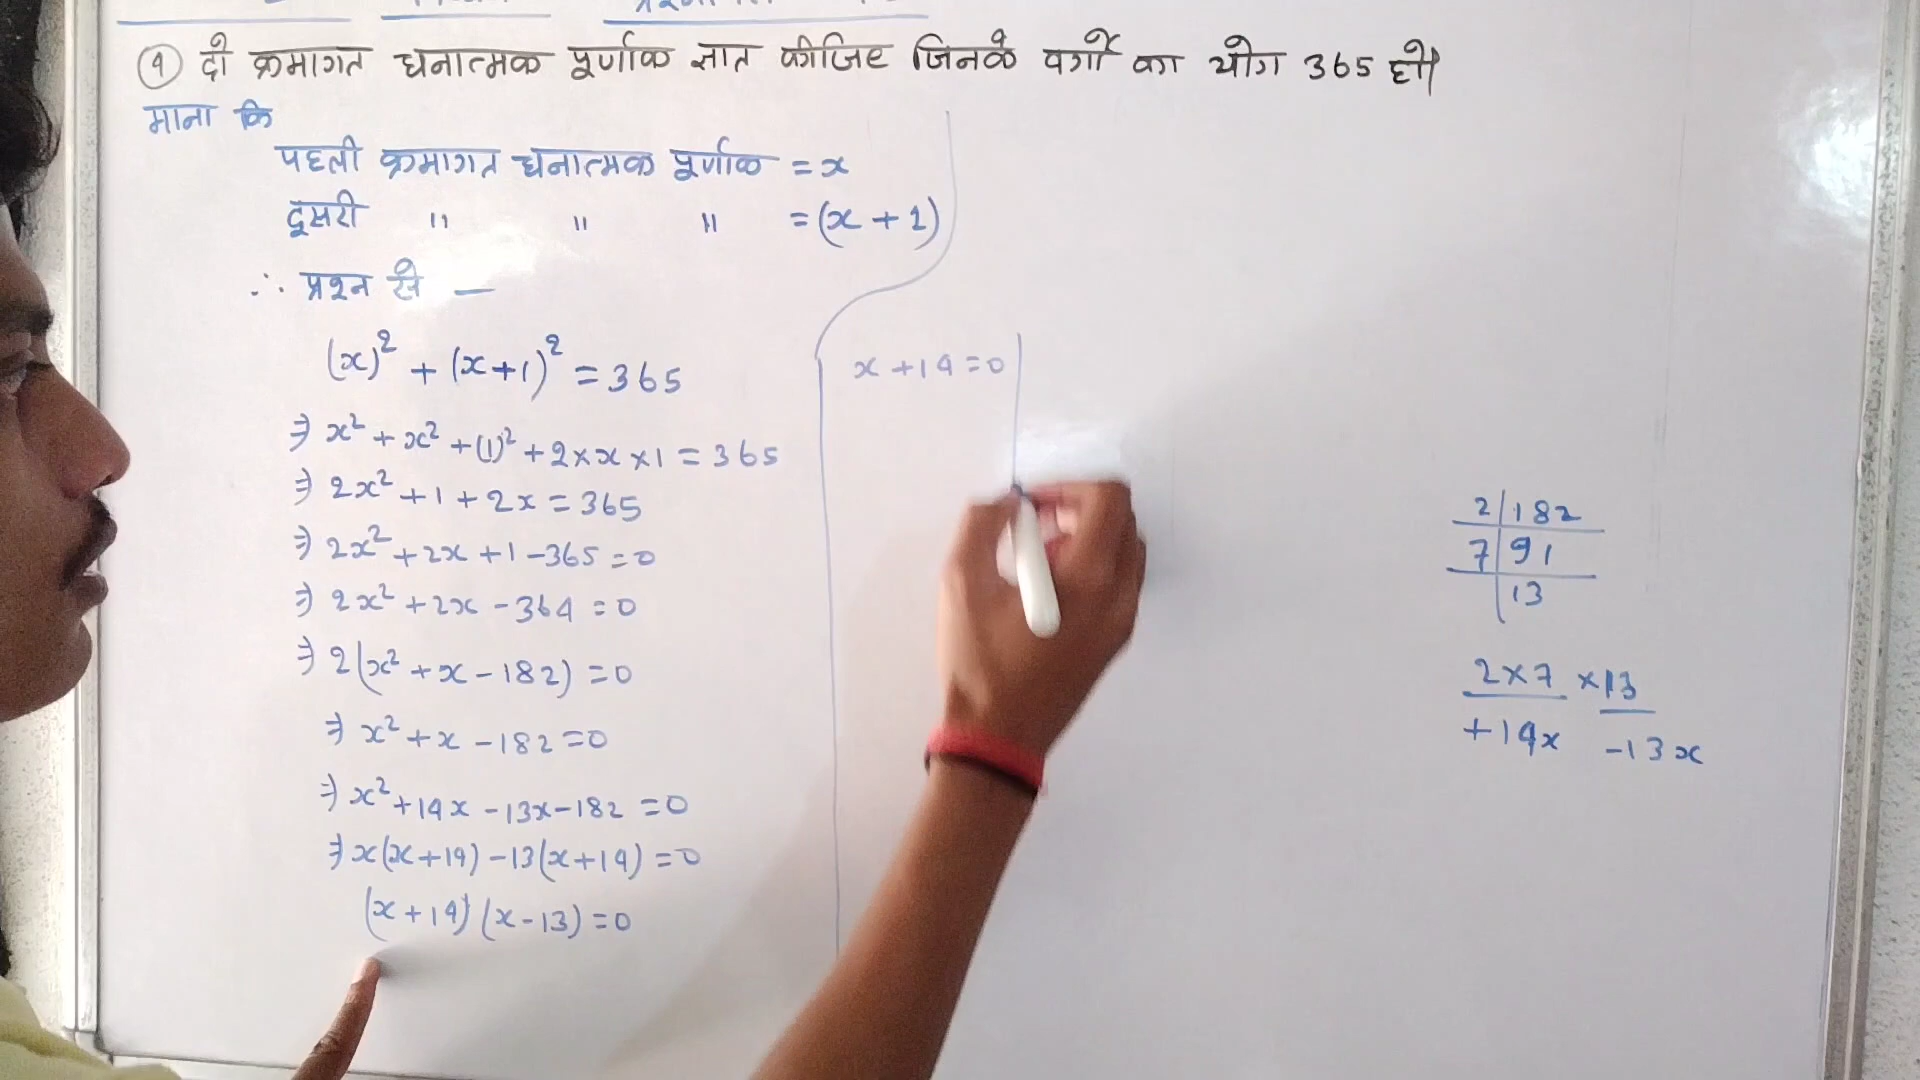 ④ दो क्रमागत घनात्मक पूर्णांक ज्ञात कीजिए जिनके वर्गों का योग 365 हो।
माना कि
पहली क्रमागत घनात्मक पूर्णांक = x
दूसरी " " " = (x + 1)
∴ प्रश्न से —
(x)² + (x+1)² = 365
⇒ x² + x² + (1)² + 2×x×1 = 365
⇒ 2x² + 1 + 2x = 365
⇒ 2x² + 2x + 1 - 365 = 0
⇒ 2x² + 2x - 364 = 0
⇒ 2(x² + x - 182) = 0
⇒ x² + x - 182 = 0
⇒ x² + 14x - 13x - 182 = 0
⇒ x(x+14) - 13(x+14) = 0
(x+14) (x-13) = 0
x + 14 = 0
2 | 182
7 | 91
| 13
2×7 ×13
+14x -13x